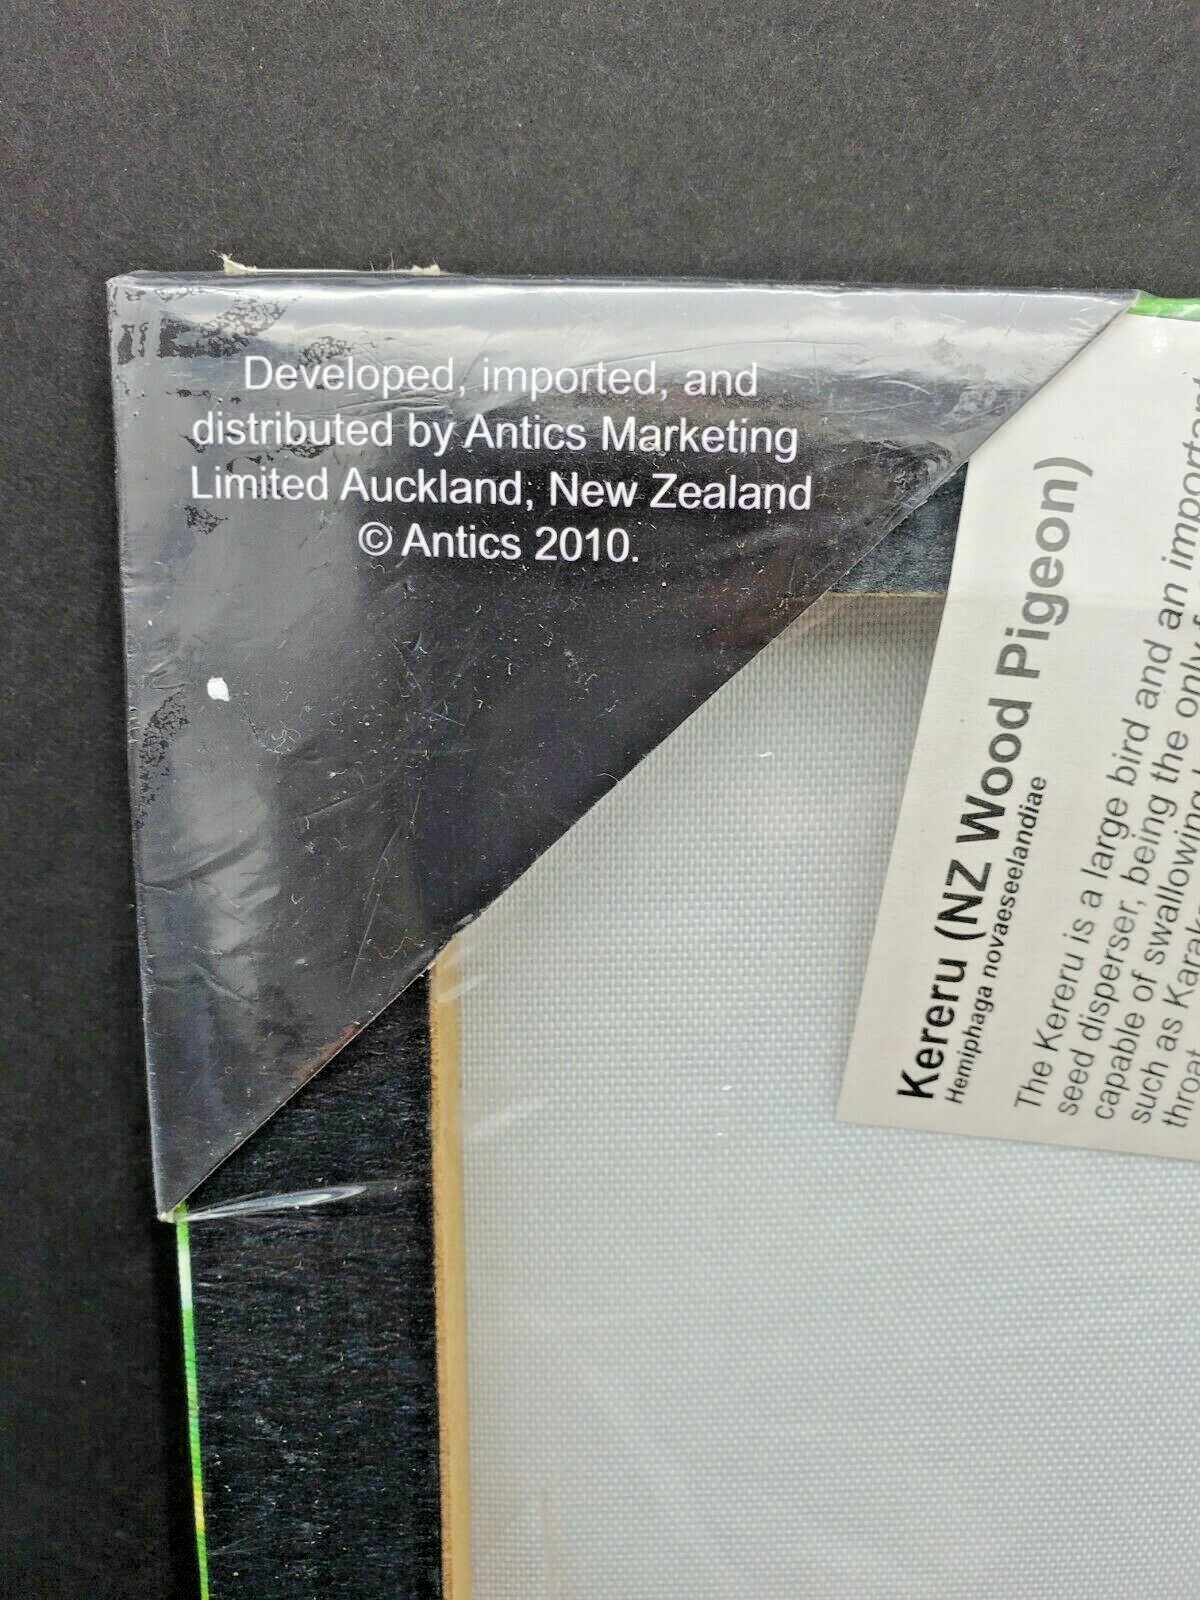 Developed, imported, and
distributed by Antics Marketing
Limited Auckland, New Zealand
© Antics 2010.
Kereru (NZ Wood Pigeon)
Hemiphaga novaeseelandiae
The Kereru is a large bird and an important
seed disperser, being the only
capable of swallowing
such as
throat